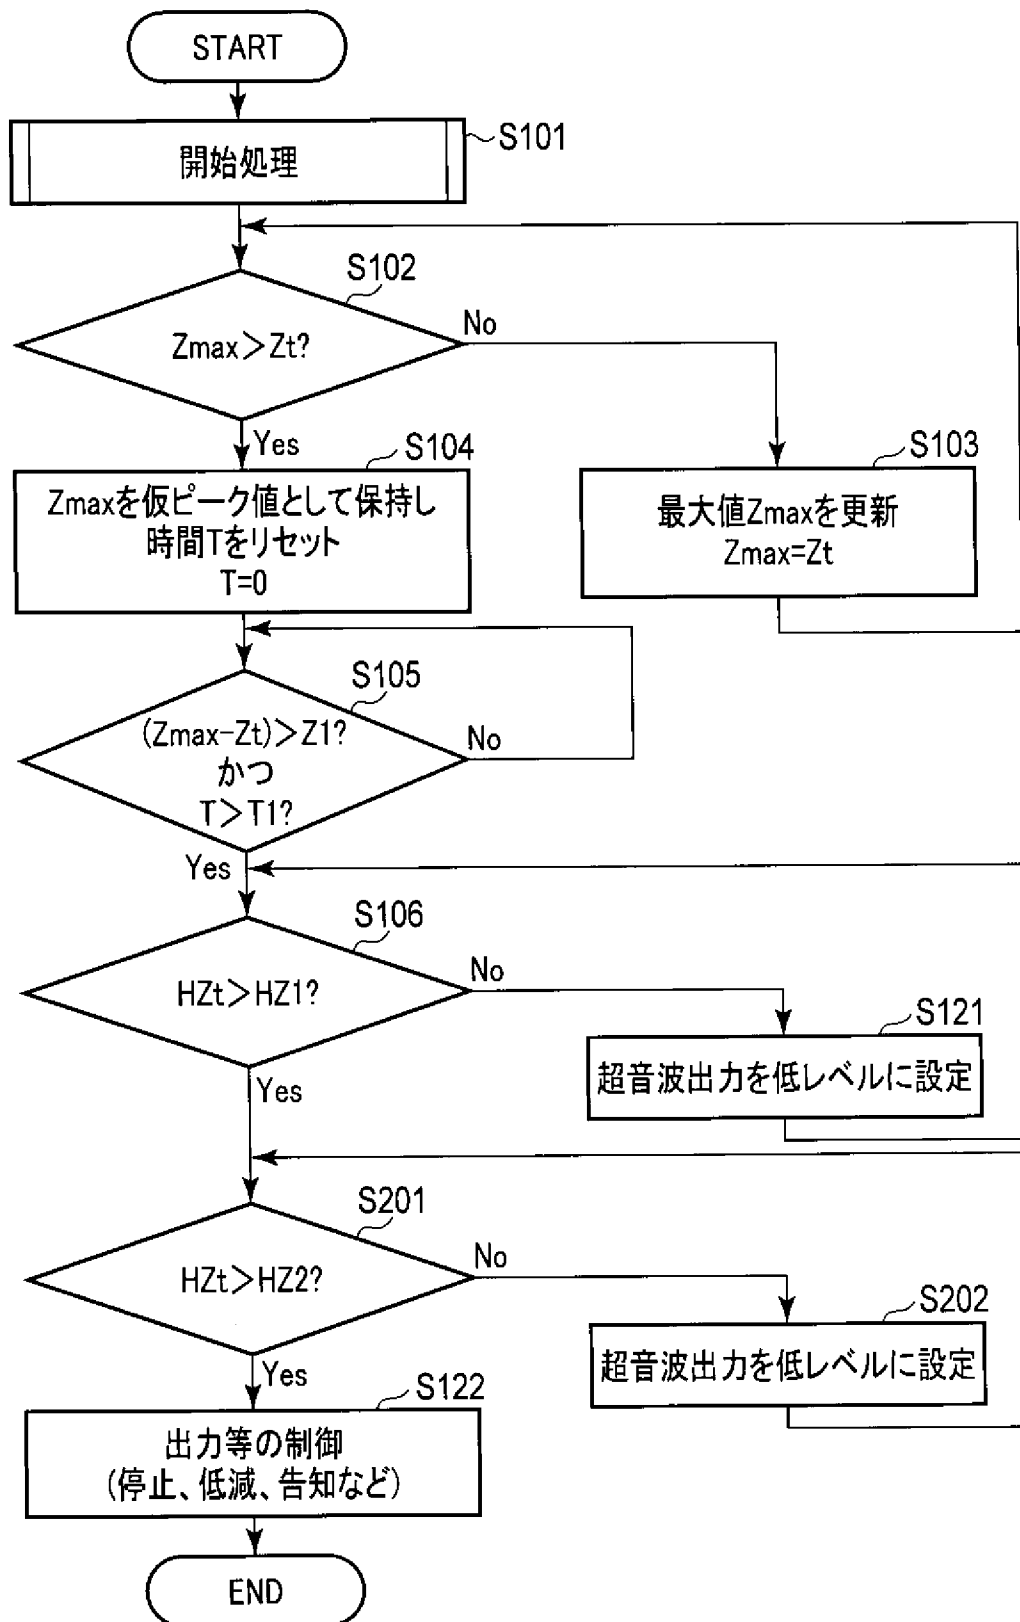 START
開始処理
S101
S102
Zmax>Zt?
No
Yes
S104
Zmaxを仮ピーク値として保持し
時間Tをリセット
T=0
S103
最大値Zmaxを更新
Zmax=Zt
S105
(Zmax-Zt)>Z1?
かつ
T>T1?
No
Yes
S106
HZt>HZ1?
No
Yes
S121
超音波出力を低レベルに設定
S201
HZt>HZ2?
No
Yes
S202
超音波出力を低レベルに設定
S122
出力等の制御
(停止、低減、告知など)
END